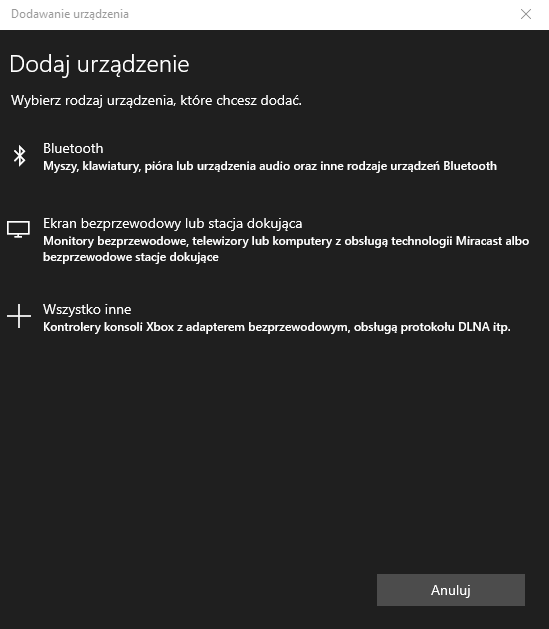 Dodawanie urządzenia
Dodaj urządzenie
Wybierz rodzaj urządzenia, które chcesz dodać.
Bluetooth
Myszy, klawiatury, pióra lub urządzenia audio oraz inne rodzaje urządzeń Bluetooth
Ekran bezprzewodowy lub stacja dokująca
Monitory bezprzewodowe, telewizory lub komputery z obsługą technologii Miracast albo
bezprzewodowe stacje dokujące
Wszystko inne
Kontrolery konsoli Xbox z adapterem bezprzewodowym, obsługą protokołu DLNA itp.
Anuluj